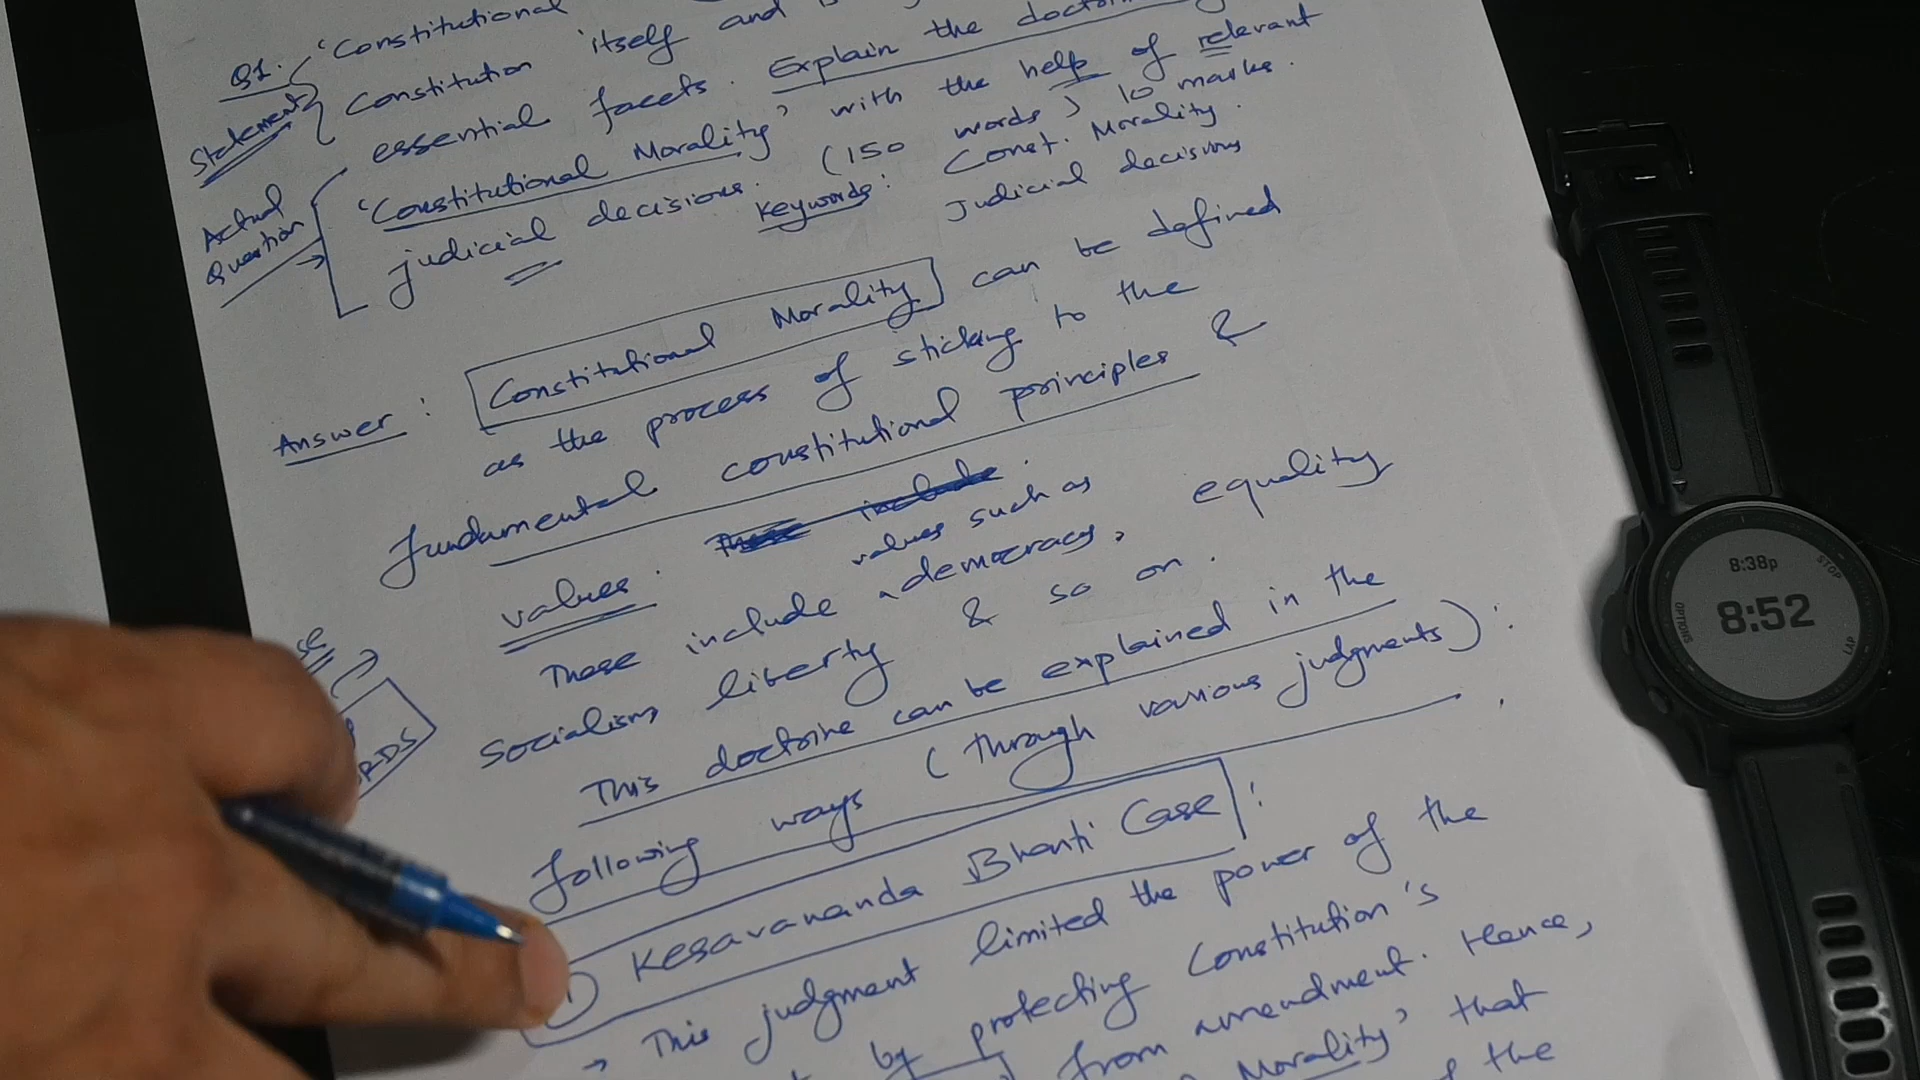 Q1. 'Constitutional
Constitution itself and
essential facets. Explain the
'Constitutional Morality' with the help of relevant
judicial decisions. (150 words) 10 marks.
Statement
Actual
Question →
Keywords: Const. Morality.
Judicial decisions
Answer: Constitutional Morality can be defined
as the process of sticking to the
fundamental constitutional principles &
values.
values such as
These include democracy, equality
Socialism, liberty & so on.
This doctrine can be explained in the
following ways (through various judgments):
1 Kesavananda Bhanti Case:
→ This judgment limited the power of the
by protecting Constitution's
from amendment. Hence,
Morality' that
of the
8:38p
8:52
STOP
OPTIONS
LAP